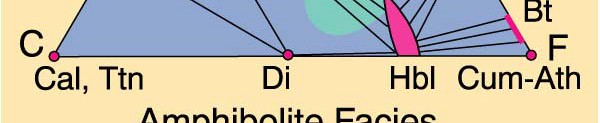 Bt
C F
Cal, Ttn Di Hbl Cum-Ath
Amphibolite Facies